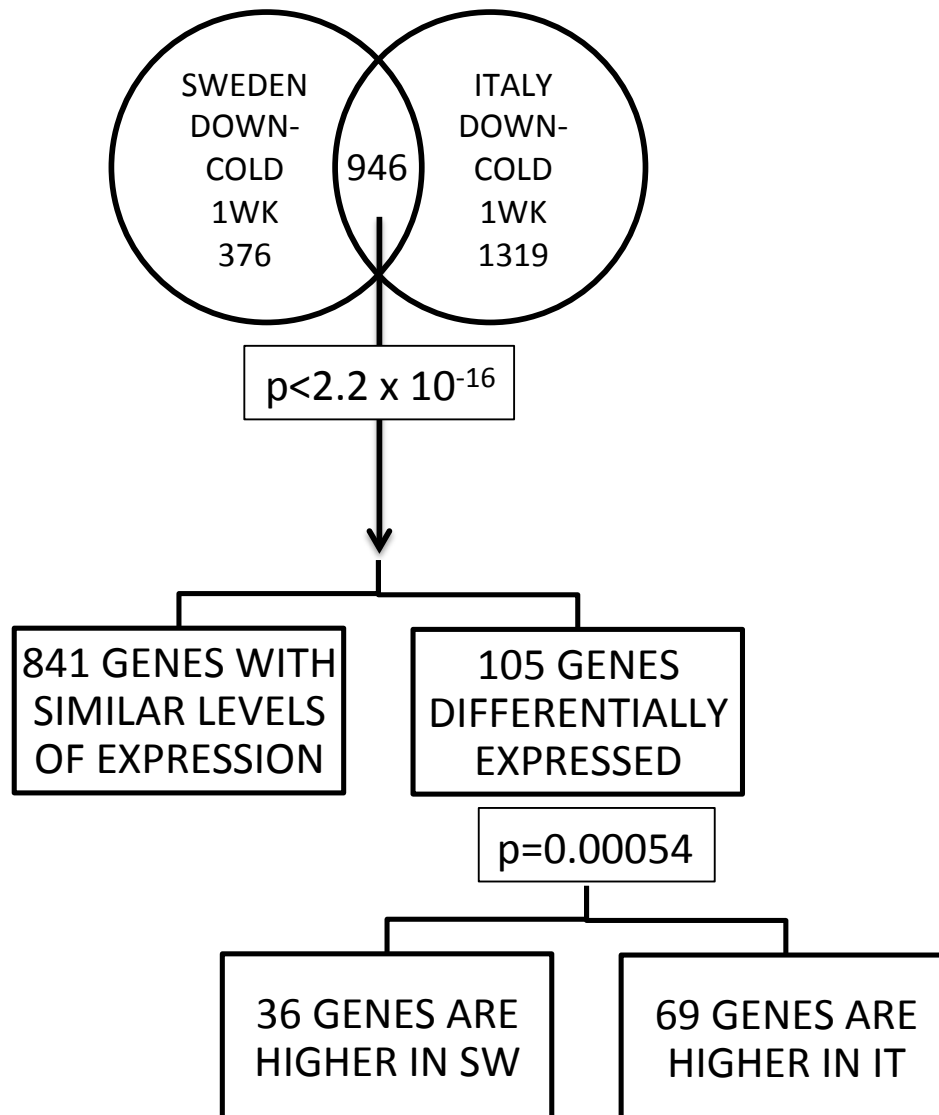 SWEDEN
DOWN-
COLD
1WK
376
946
ITALY
DOWN-
COLD
1WK
1319
p<2.2 x 10⁻¹⁶
841 GENES WITH
SIMILAR LEVELS
OF EXPRESSION
105 GENES
DIFFERENTIALLY
EXPRESSED
p=0.00054
36 GENES ARE
HIGHER IN SW
69 GENES ARE
HIGHER IN IT